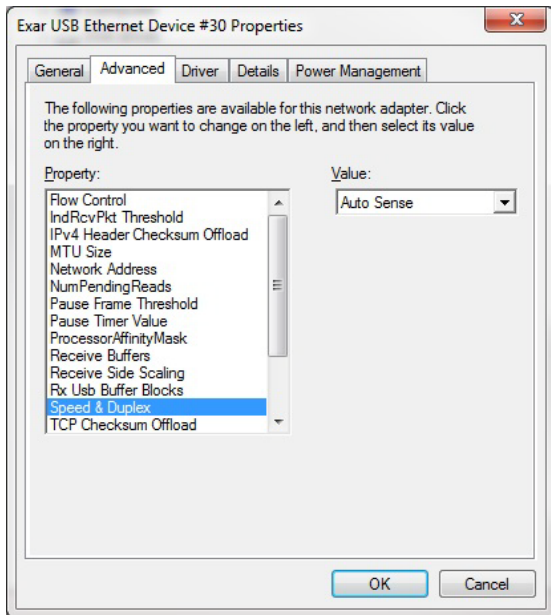 Exar USB Ethernet Device #30 Properties
General Advanced Driver Details Power Management
The following properties are available for this network adapter. Click
the property you want to change on the left, and then select its value
on the right.
Property:
Flow Control
IndRcvPkt Threshold
IPv4 Header Checksum Offload
MTU Size
Network Address
NumPendingReads
Pause Frame Threshold
Pause Timer Value
ProcessorAffinityMask
Receive Buffers
Receive Side Scaling
Rx Usb Buffer Blocks
Speed & Duplex
TCP Checksum Offload
Value:
Auto Sense
OK Cancel